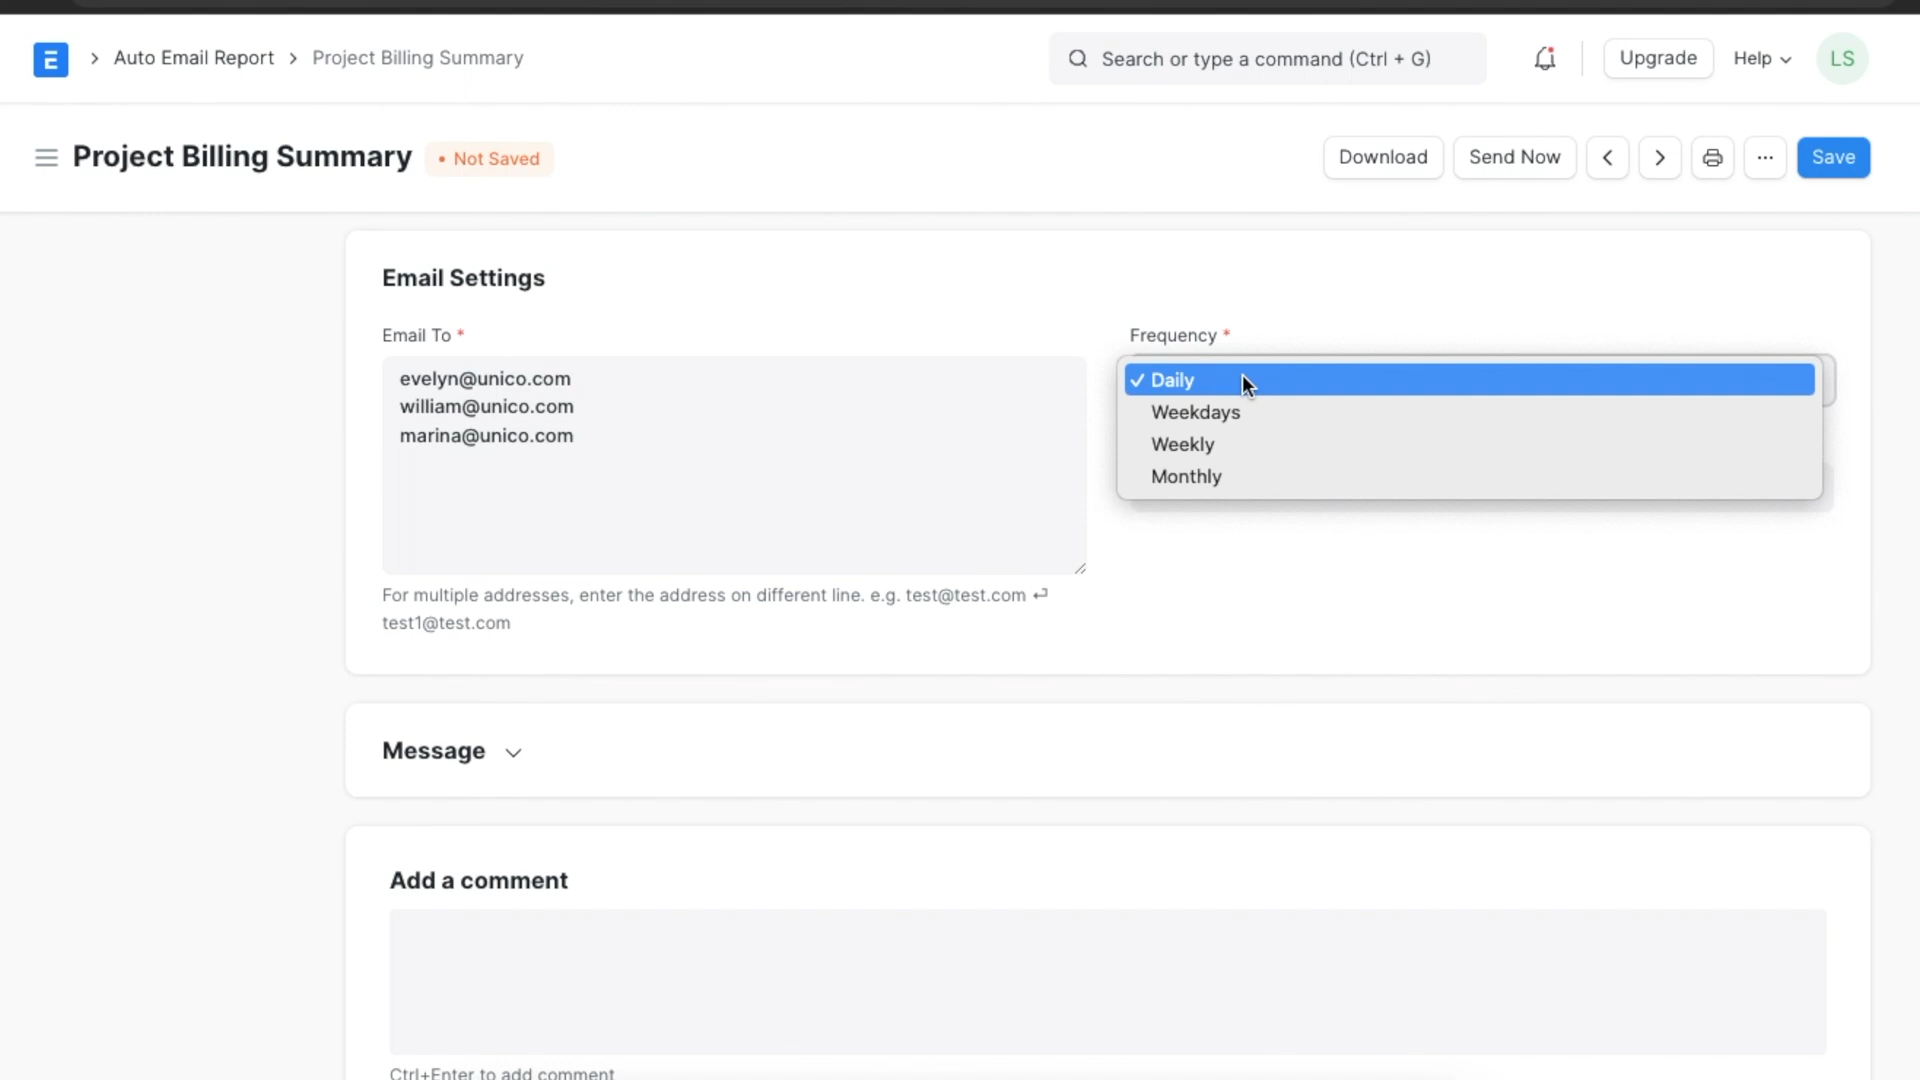 E
Auto Email Report
Project Billing Summary
Search or type a command (Ctrl + G)
Upgrade
Help
LS
Project Billing Summary
• Not Saved
Download
Send Now
···
Save
Email Settings
Email To *
evelyn@unico.com
william@unico.com
marina@unico.com
For multiple addresses, enter the address on different line. e.g. test@test.com ⏎
test1@test.com
Frequency *
✓ Daily
Weekdays
Weekly
Monthly
Message
Add a comment
Ctrl+Enter to add comment